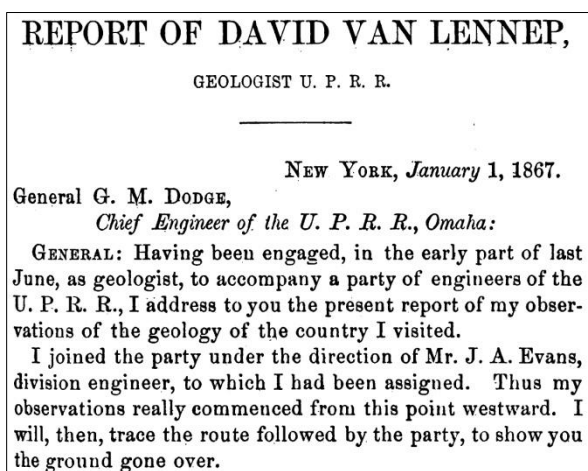 REPORT OF DAVID VAN LENNEP,
GEOLOGIST U. P. R. R.
NEW YORK, January 1, 1867.
General G. M. DODGE,
Chief Engineer of the U. P. R. R., Omaha:
GENERAL: Having been engaged, in the early part of last
June, as geologist, to accompany a party of engineers of the
U. P. R. R., I address to you the present report of my obser-
vations of the geology of the country I visited.
I joined the party under the direction of Mr. J. A. Evans,
division engineer, to which I had been assigned. Thus my
observations really commenced from this point westward. I
will, then, trace the route followed by the party, to show you
the ground gone over.